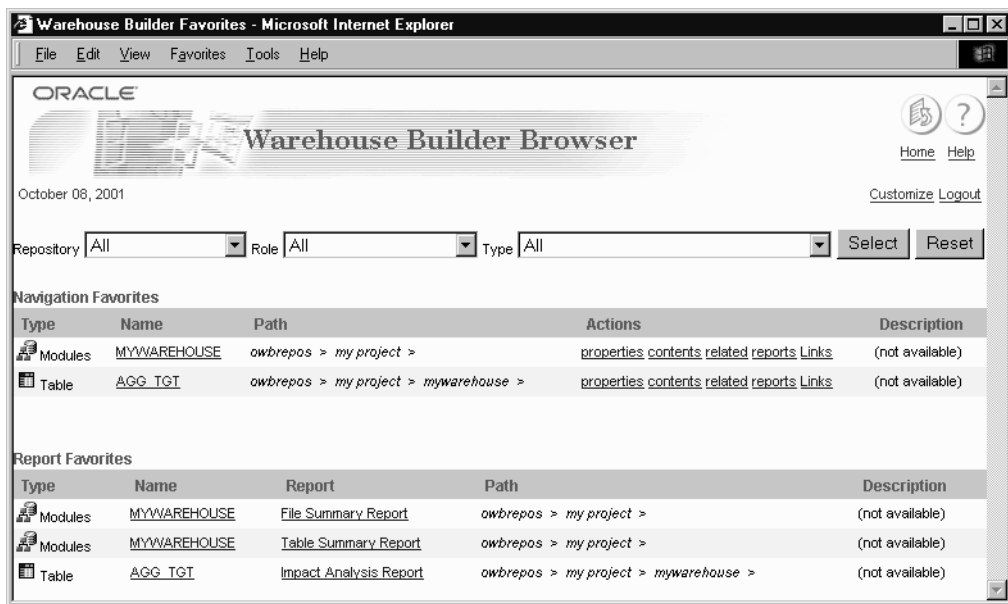 Warehouse Builder Favorites - Microsoft Internet Explorer
File Edit View Favorites Tools Help
ORACLE
Warehouse Builder Browser
Home Help
October 08, 2001
Customize Logout
Repository All Role All Type All Select Reset
Navigation Favorites
Type Name Path Actions Description
Modules MYWAREHOUSE owbrepos > my project > properties contents related reports Links (not available)
Table AGG_TGT owbrepos > my project > mywarehouse > properties contents related reports Links (not available)
Report Favorites
Type Name Report Path Description
Modules MYWAREHOUSE File Summary Report owbrepos > my project > (not available)
Modules MYWAREHOUSE Table Summary Report owbrepos > my project > (not available)
Table AGG_TGT Impact Analysis Report owbrepos > my project > mywarehouse > (not available)